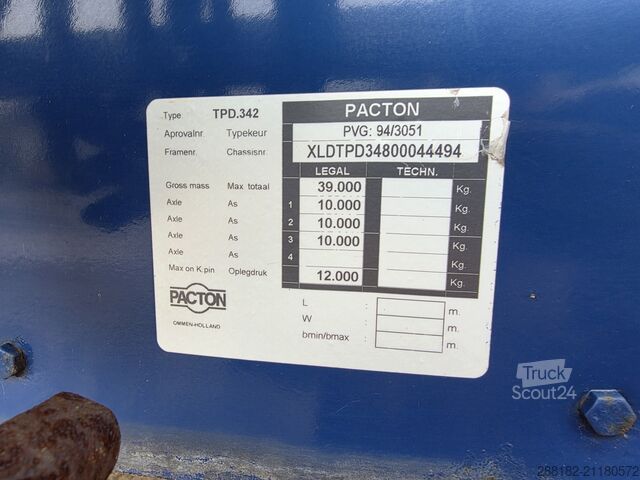 Type TPD.342 PACTON
Aprovalnr. Typekeur PVG: 94/3051
Framenr. Chassisnr. XLDTPD34800044494
LEGAL TECHN.
Gross mass Max totaal 39.000 Kg.
Axle As 1 10.000 Kg.
Axle As 2 10.000 Kg.
Axle As 3 10.000 Kg.
Axle As 4 Kg.
Max on K.pin Oplegdruk 12.000 Kg.
PACTON
OMMEN-HOLLAND
L : m.
W : m.
bmin/bmax : m.
Truck
Scout24
288182-21180572